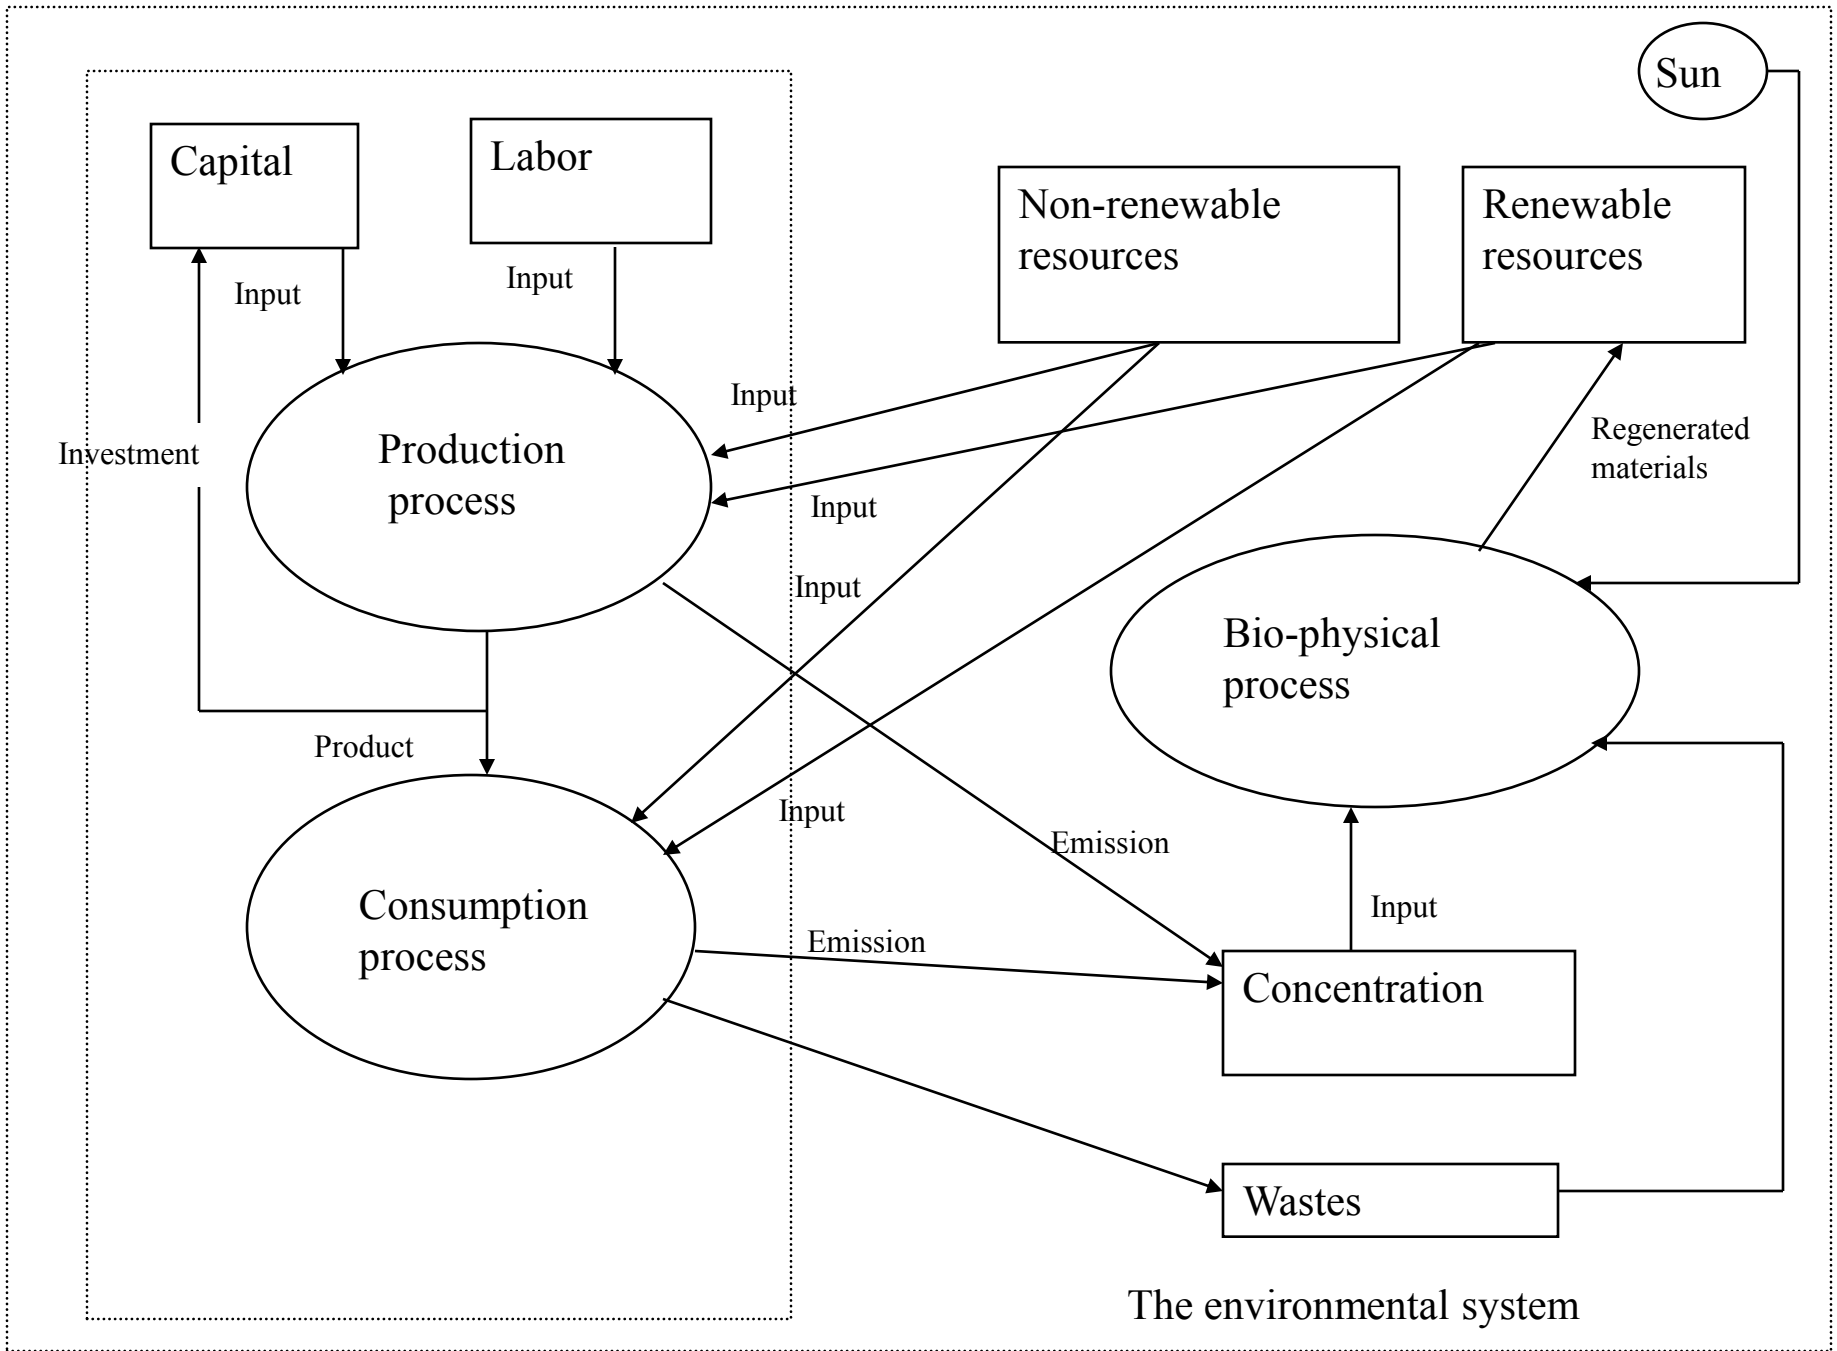 Sun
Capital
Labor
Non-renewable
resources
Renewable
resources
Input
Input
Input
Investment
Production
process
Regenerated
materials
Input
Input
Bio-physical
process
Product
Input
Emission
Consumption
process
Input
Emission
Concentration
Wastes
The environmental system